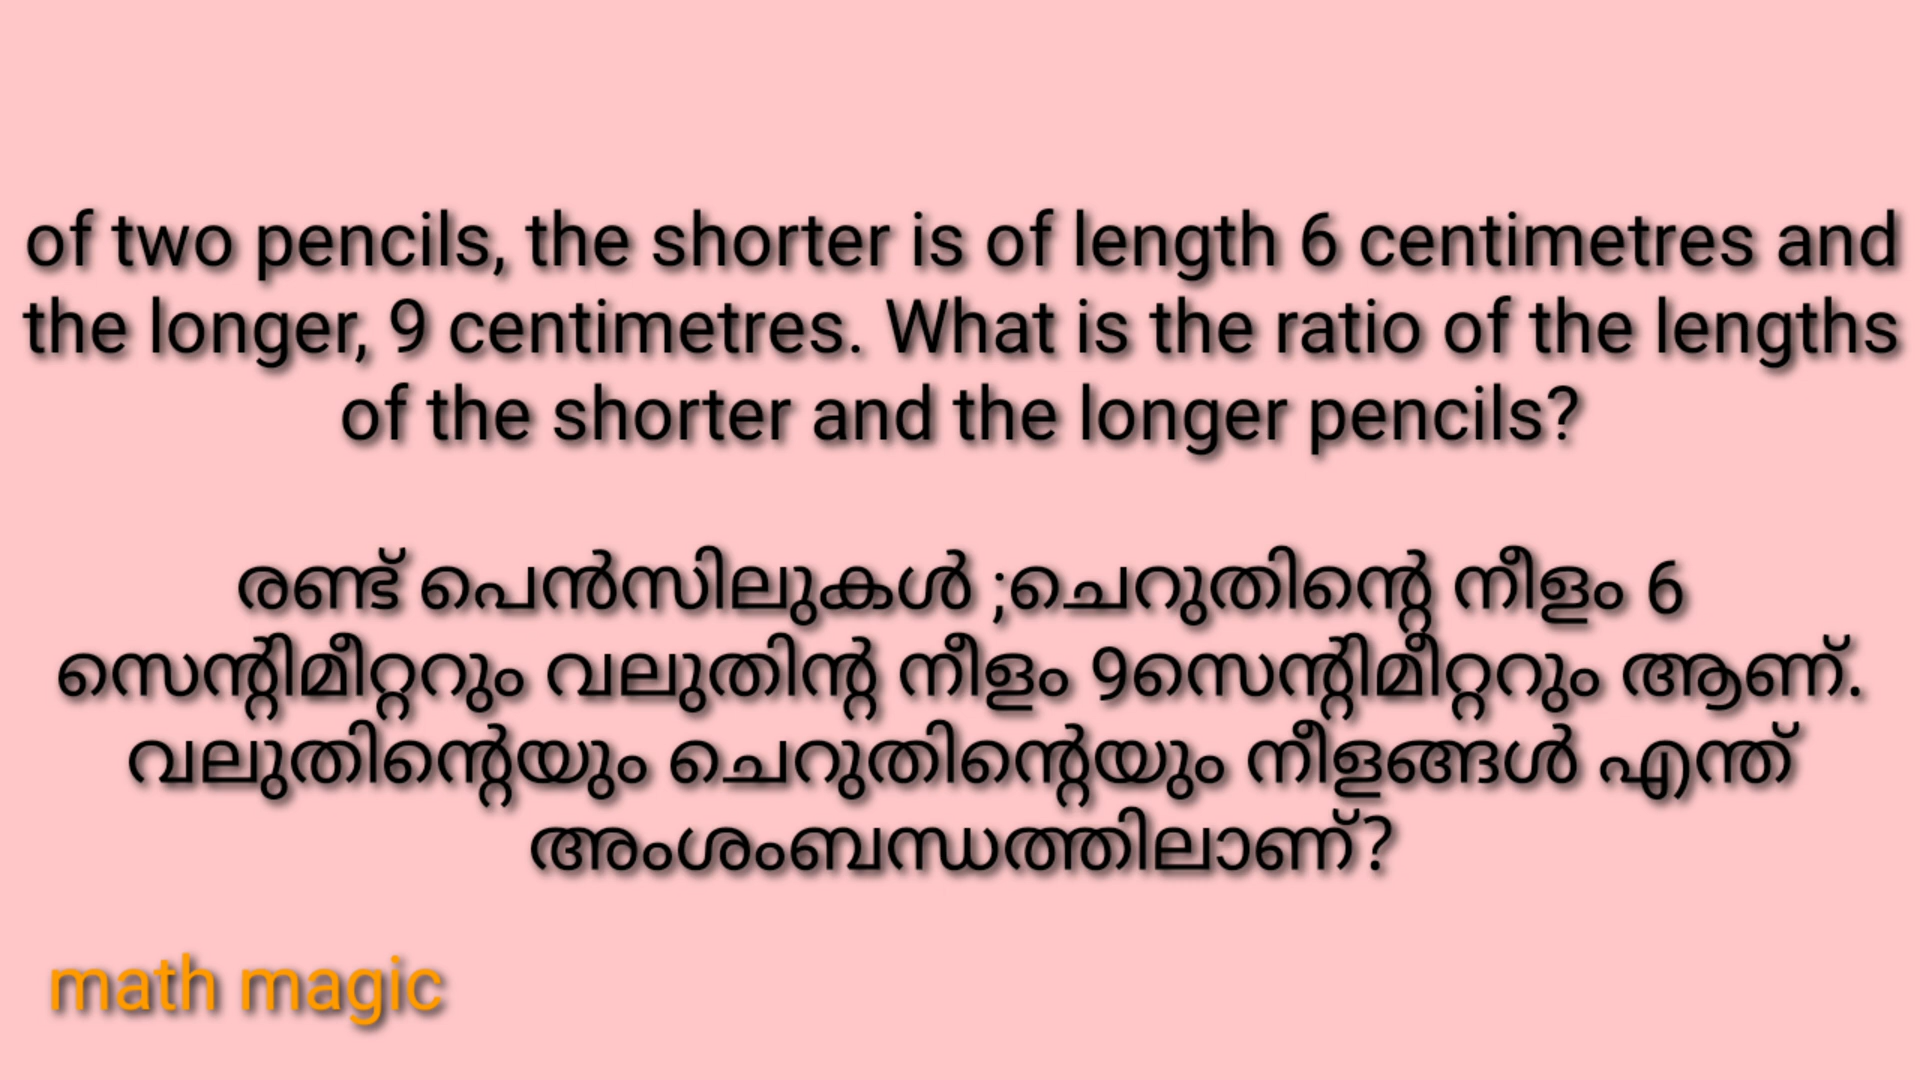 of two pencils, the shorter is of length 6 centimetres and
the longer, 9 centimetres. What is the ratio of the lengths
of the shorter and the longer pencils?
രണ്ട് പെൻസിലുകൾ ;ചെറുതിന്റെ നീളം 6
സെന്റിമീറ്ററും വലുതിന്റ നീളം 9സെന്റിമീറ്ററും ആണ്.
വലുതിന്റെയും ചെറുതിന്റെയും നീളങ്ങൾ എന്ത്
അംശംബന്ധത്തിലാണ്?
math magic